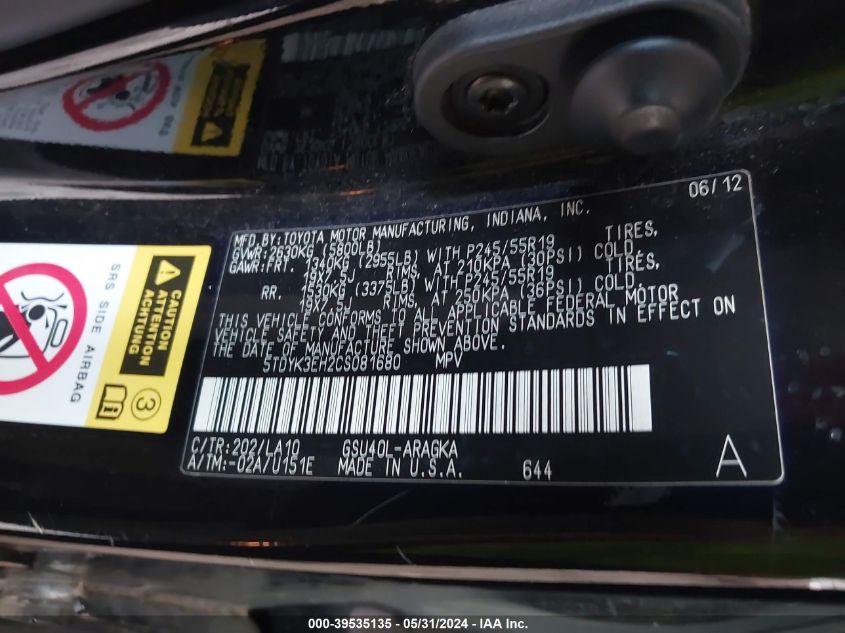 06/12
MFD. BY: TOYOTA MOTOR MANUFACTURING, INDIANA, INC.
GVWR: 2630KG (5800LB)
GAWR: FRT. 1340KG (2955LB) WITH P245/55R19 TIRES,
19X7.5J RIMS, AT 210KPA (30PSI) COLD.
RR. 1530KG (3375LB) WITH P245/55R19 TIRES,
19X7.5J RIMS, AT 250KPA (36PSI) COLD.
THIS VEHICLE CONFORMS TO ALL APPLICABLE FEDERAL MOTOR
VEHICLE SAFETY AND THEFT PREVENTION STANDARDS IN EFFECT ON
THE DATE OF MANUFACTURE SHOWN ABOVE.
5TDYK3EH2CS081680 MPV
C/TR: 202/LA10 GSU40L-ARAGKA
A/TM: -02A/U151E MADE IN U.S.A. 644
A
SRS SIDE AIRBAG
CAUTION
ATTENTION
ACHTUNG
3
000-39535135 - 05/31/2024 - IAA Inc.